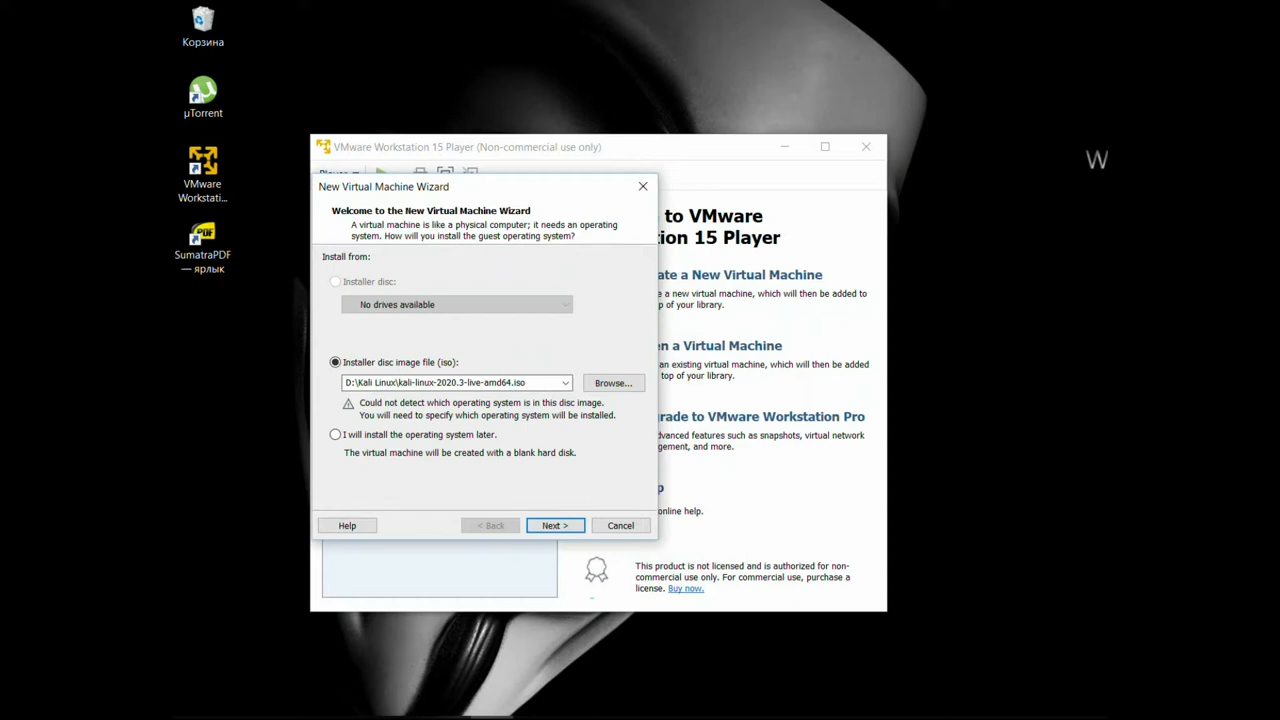 Корзина
µTorrent
VMware
Workstati...
PDF
SumatraPDF
— ярлык
W
VMware Workstation 15 Player (Non-commercial use only)
New Virtual Machine Wizard
Welcome to the New Virtual Machine Wizard
A virtual machine is like a physical computer; it needs an operating
system. How will you install the guest operating system?
Install from:
Installer disc:
No drives available
Installer disc image file (iso):
D:\Kali Linux\kali-linux-2020.3-live-amd64.iso
Browse...
Could not detect which operating system is in this disc image.
You will need to specify which operating system will be installed.
I will install the operating system later.
The virtual machine will be created with a blank hard disk.
Help
< Back
Next >
Cancel
to VMware
ion 15 Player
ate a New Virtual Machine
e a new virtual machine, which will then be added to
p of your library.
n a Virtual Machine
an existing virtual machine, which will then be added
top of your library.
rade to VMware Workstation Pro
dvanced features such as snapshots, virtual network
gement, and more.
p
online help.
This product is not licensed and is authorized for non-
commercial use only. For commercial use, purchase a
license. Buy now.